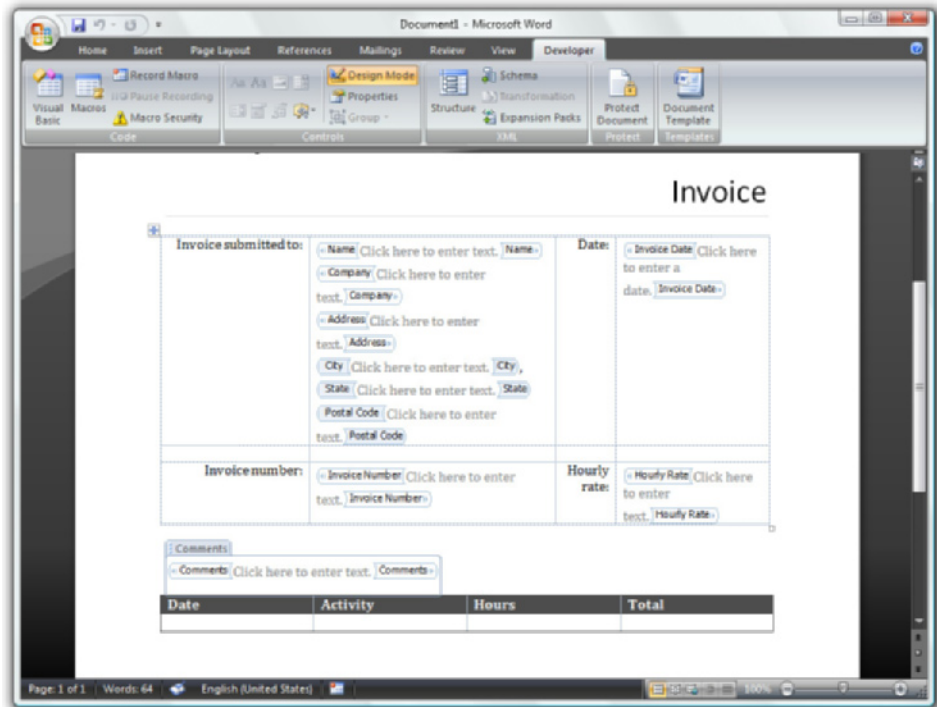 Document1 - Microsoft Word
Home Insert Page Layout References Mailings Review View Developer
Visual Basic
Macros
Record Macro
Pause Recording
Macro Security
Code
Aa Aa
Design Mode
Properties
Group
Controls
Structure
Schema
Transformation
Expansion Packs
XML
Protect Document
Protect
Document Template
Templates
Invoice
Invoice submitted to:
Name Click here to enter text. Name
Company Click here to enter
text. Company
Address Click here to enter
text. Address
City Click here to enter text. City,
State Click here to enter text. State
Postal Code Click here to enter
text. Postal Code
Date:
Invoice Date Click here
to enter a
date. Invoice Date
Invoice number:
Invoice Number Click here to enter
text. Invoice Number
Hourly
rate:
Hourly Rate Click here
to enter
text. Hourly Rate
Comments
Comments Click here to enter text. Comments
Date Activity Hours Total
Page: 1 of 1 Words: 64 English (United States) 100%